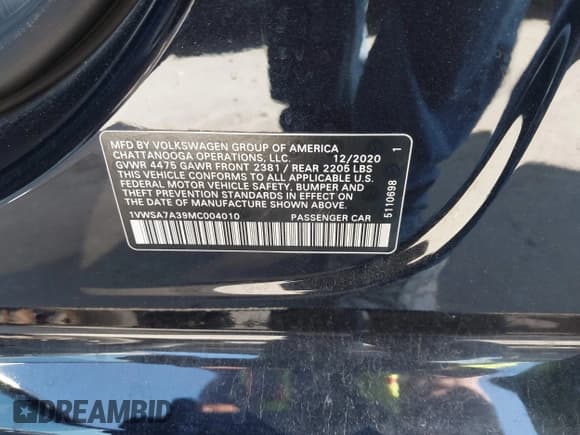 MFD BY VOLKSWAGEN GROUP OF AMERICA
CHATTANOOGA OPERATIONS, LLC. 12/2020
GVWR 4475 GAWR FRONT 2381 / REAR 2205 LBS
THIS VEHICLE CONFORMS TO ALL APPLICABLE U.S.
FEDERAL MOTOR VEHICLE SAFETY, BUMPER AND
THEFT PREVENTION STANDARDS IN EFFECT ON
THE DATE OF MANUFACTURE SHOWN ABOVE.
1VWSA7A39MC004010 PASSENGER CAR
5110698 1
DREAMBID